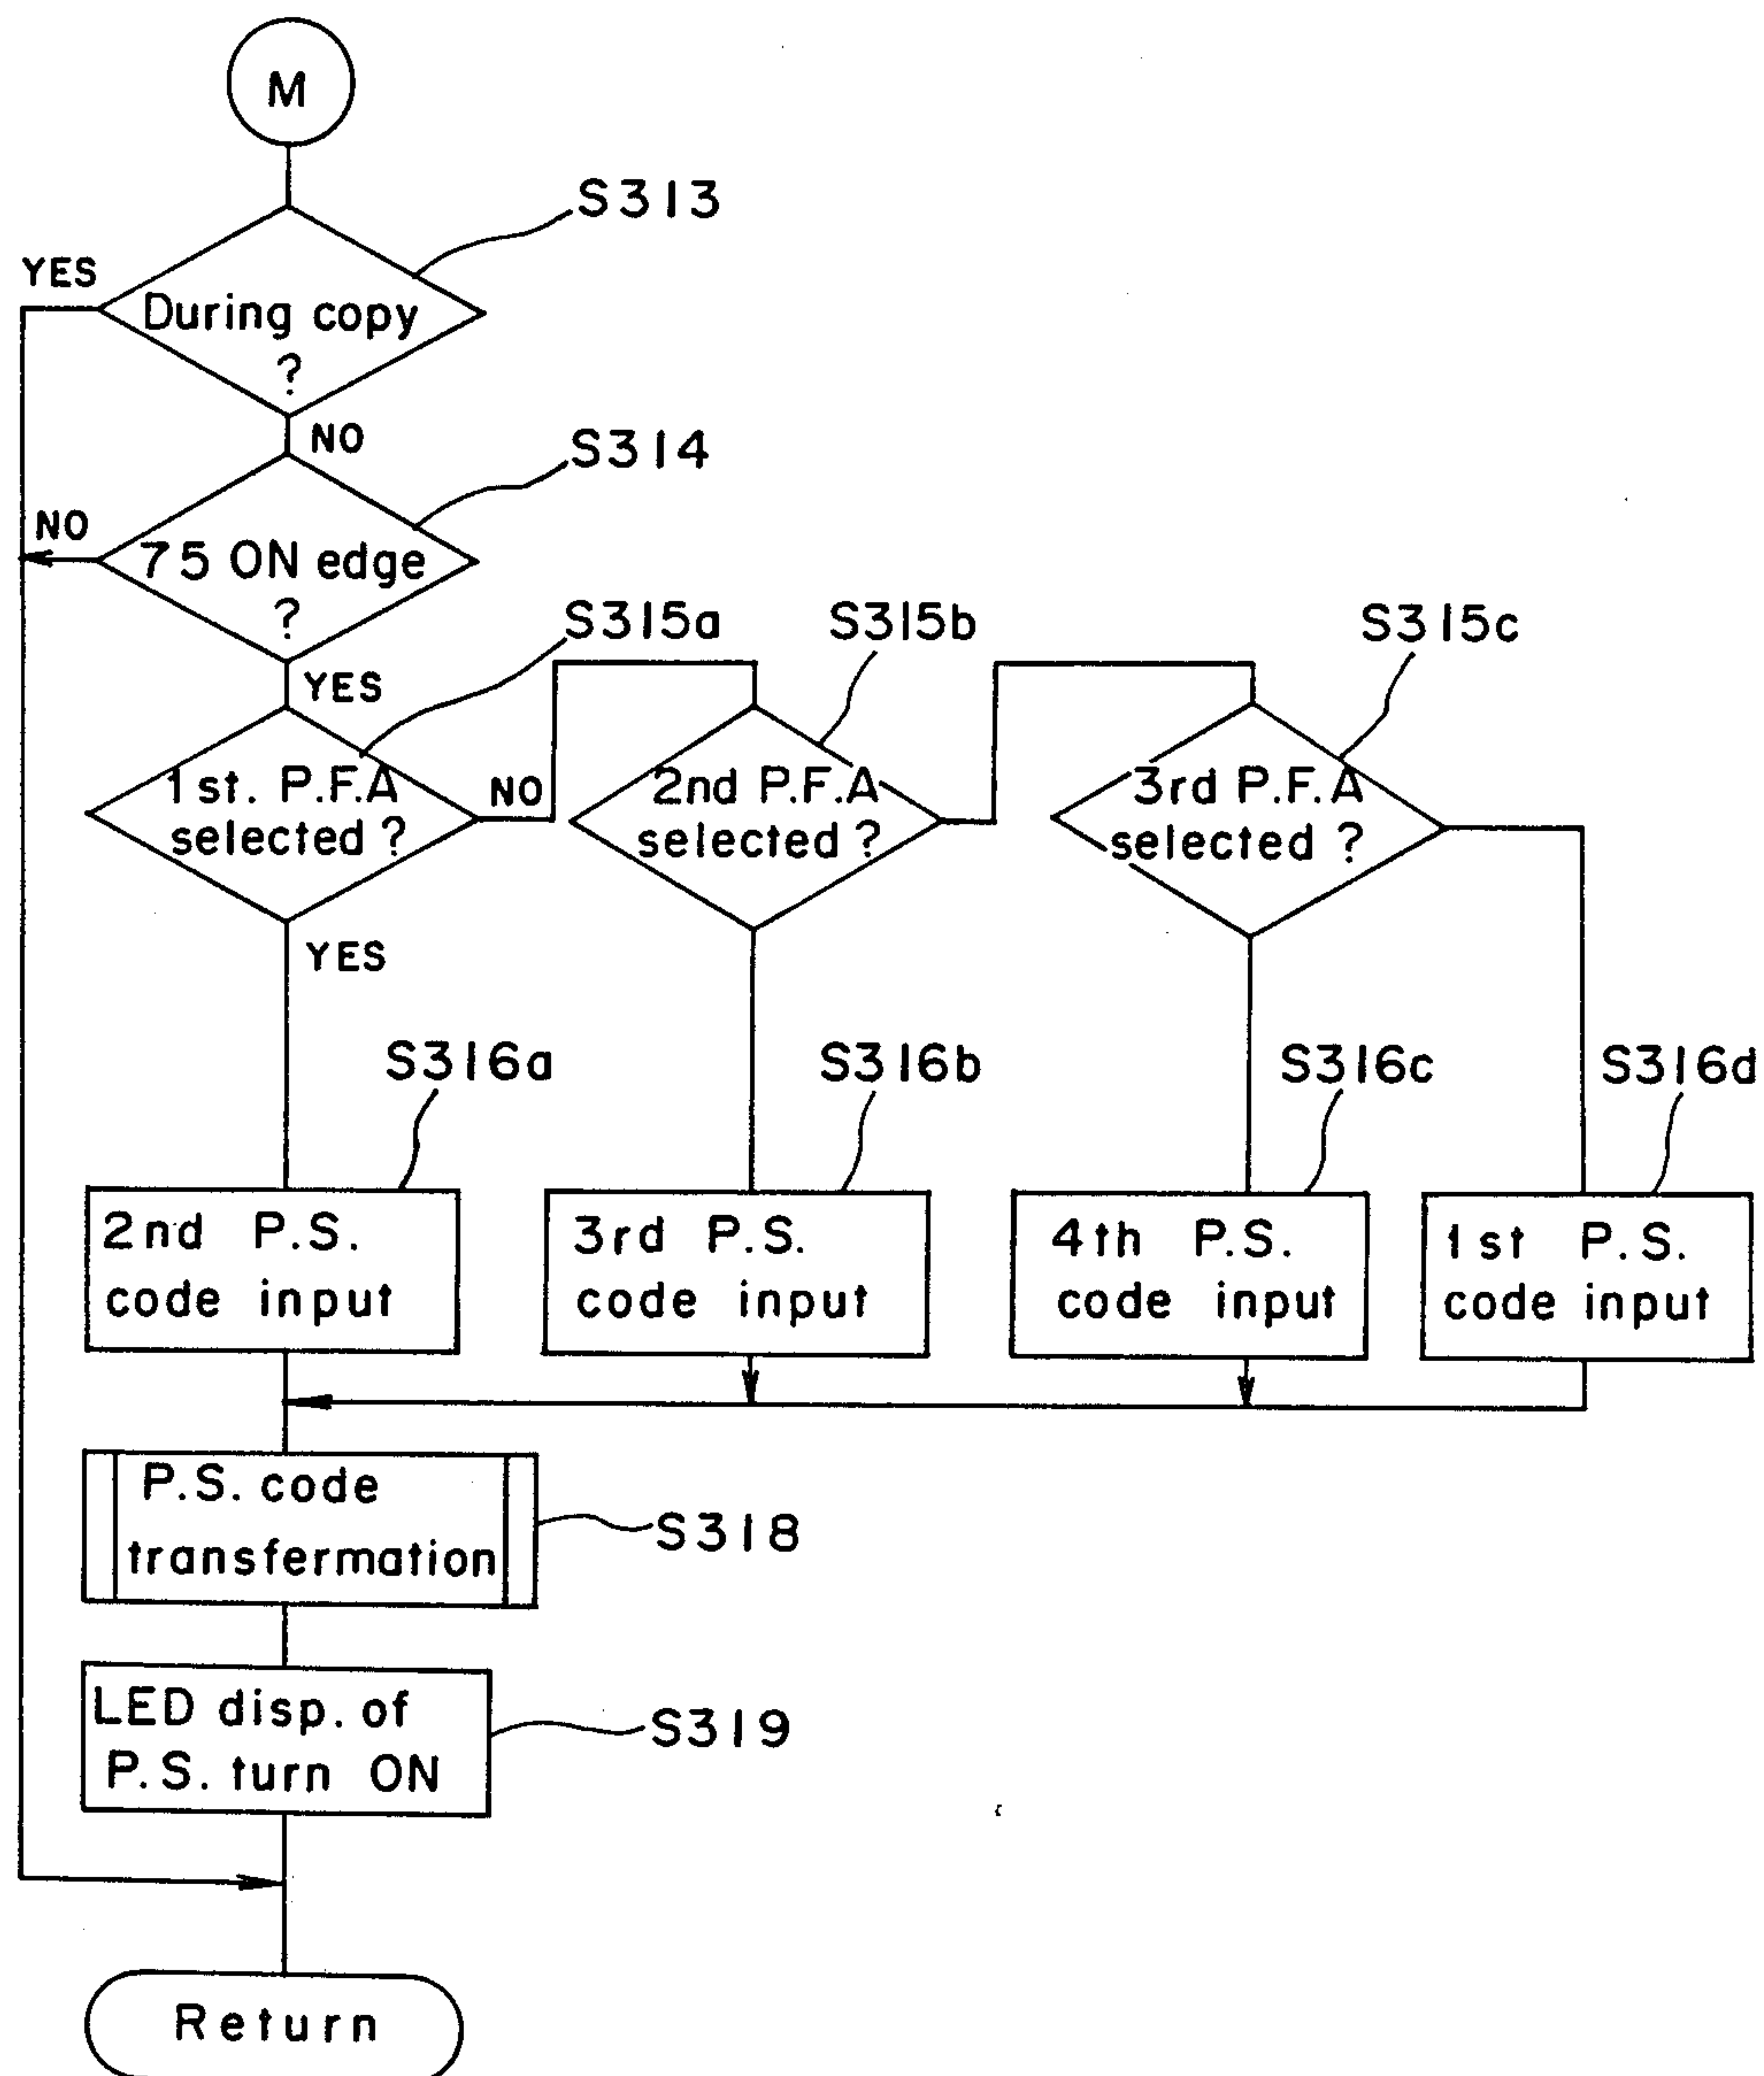 M
S313
YES
During copy
?
NO
S314
NO
75 ON edge
?
YES
S315a
S315b
S315c
1st. P.F.A
selected ?
NO
2nd P.F.A
selected ?
3rd P.F.A
selected ?
YES
S316a
S316b
S316c
S316d
2nd P.S.
code input
3rd P.S.
code input
4th P.S.
code input
1st P.S.
code input
P.S. code
transfermation
S318
LED disp. of
P.S. turn ON
S319
Return